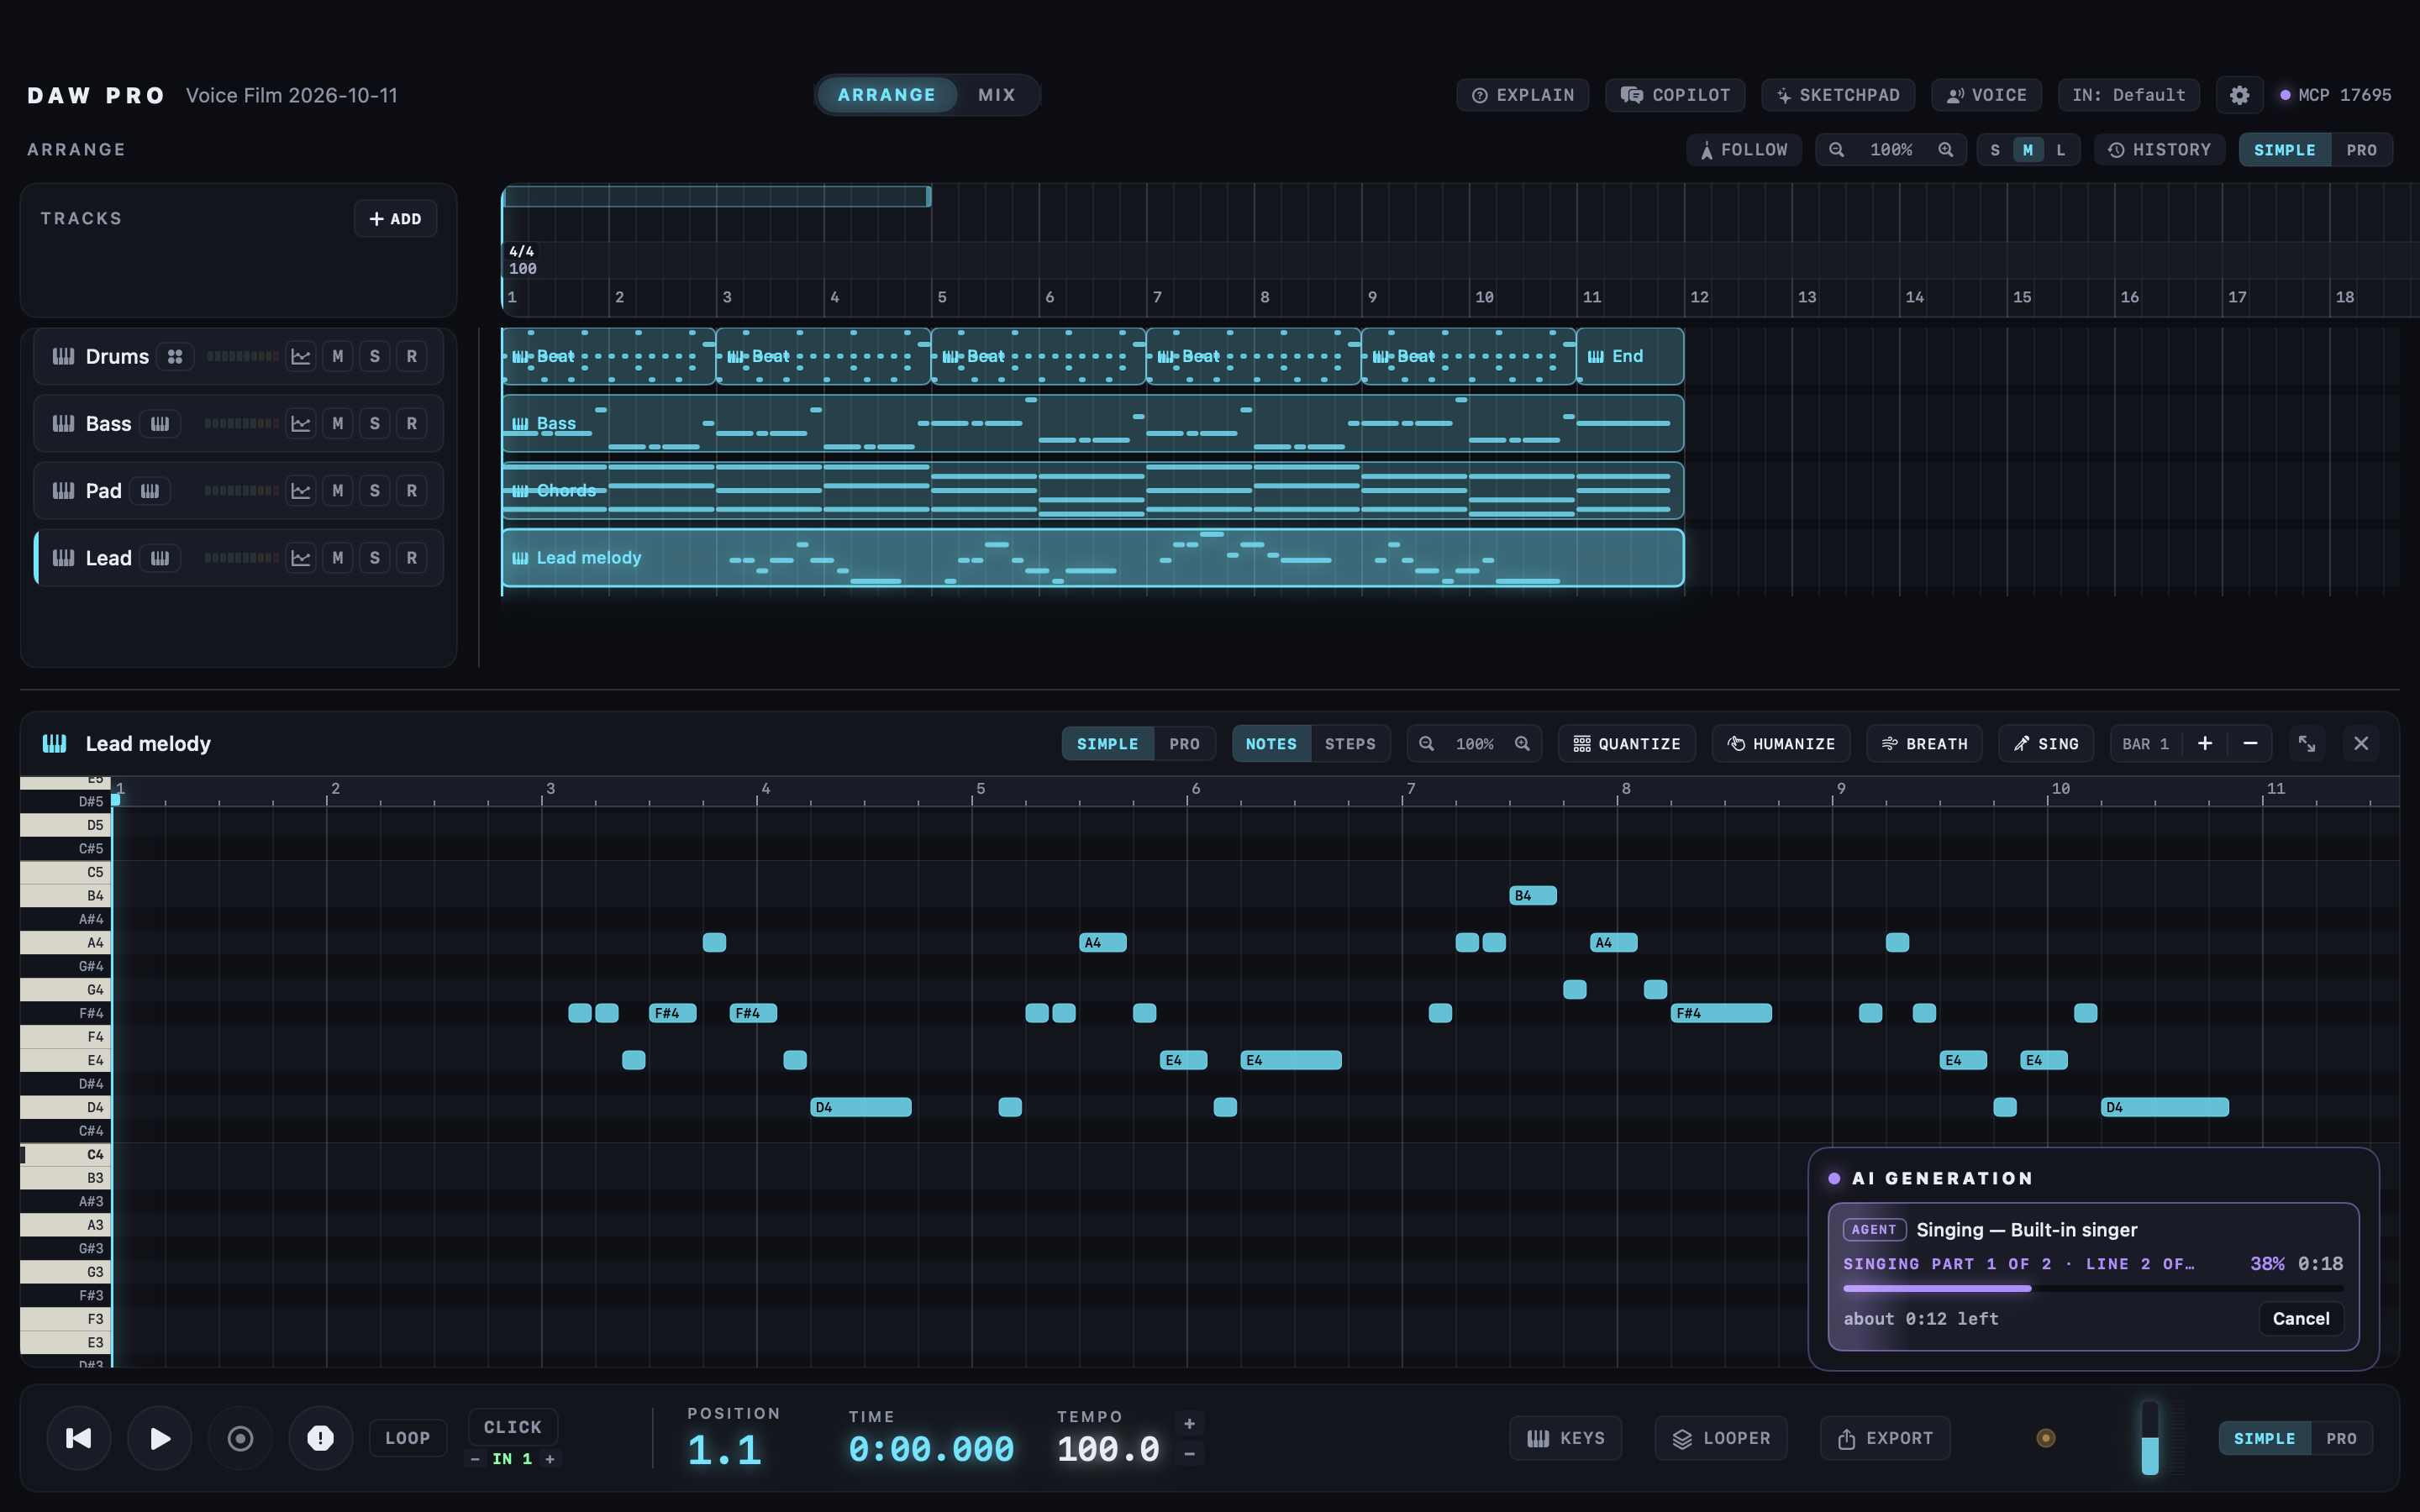 DAW PRO Voice Film 2026-10-11 ARRANGE MIX EXPLAIN COPILOT SKETCHPAD VOICE IN: Default MCP 17695
ARRANGE FOLLOW 100% S M L HISTORY SIMPLE PRO
TRACKS + ADD
4/4
100
1 2 3 4 5 6 7 8 9 10 11 12 13 14 15 16 17 18
Drums M S R Beat Beat Beat Beat Beat End
Bass M S R Bass
Pad M S R Chords
Lead M S R Lead melody
Lead melody SIMPLE PRO NOTES STEPS 100% QUANTIZE HUMANIZE BREATH SING BAR 1 + −
E5 1 2 3 4 5 6 7 8 9 10 11
D#5
D5
C#5
C5
B4 B4
A#4
A4 A4 A4
G#4
G4
F#4 F#4 F#4 F#4
F4
E4 E4 E4 E4 E4
D#4
D4 D4 D4
C#4
C4
B3
A#3
A3
G#3
G3
F#3
F3
E3
D#3
AI GENERATION
AGENT Singing — Built-in singer
SINGING PART 1 OF 2 · LINE 2 OF… 38% 0:18
about 0:12 left Cancel
LOOP CLICK
− IN 1 +
POSITION TIME TEMPO +
1.1 0:00.000 100.0 −
KEYS LOOPER EXPORT SIMPLE PRO